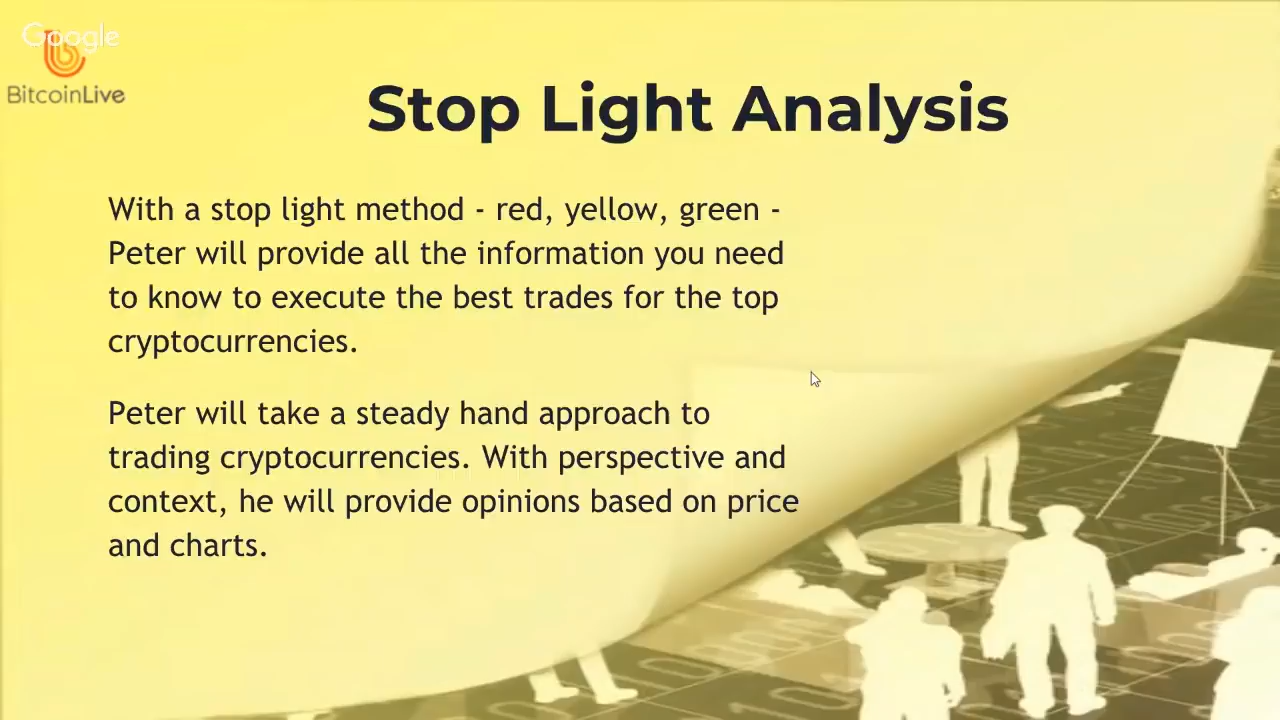 Google
BitcoinLive
Stop Light Analysis
With a stop light method - red, yellow, green -
Peter will provide all the information you need
to know to execute the best trades for the top
cryptocurrencies.
Peter will take a steady hand approach to
trading cryptocurrencies. With perspective and
context, he will provide opinions based on price
and charts.